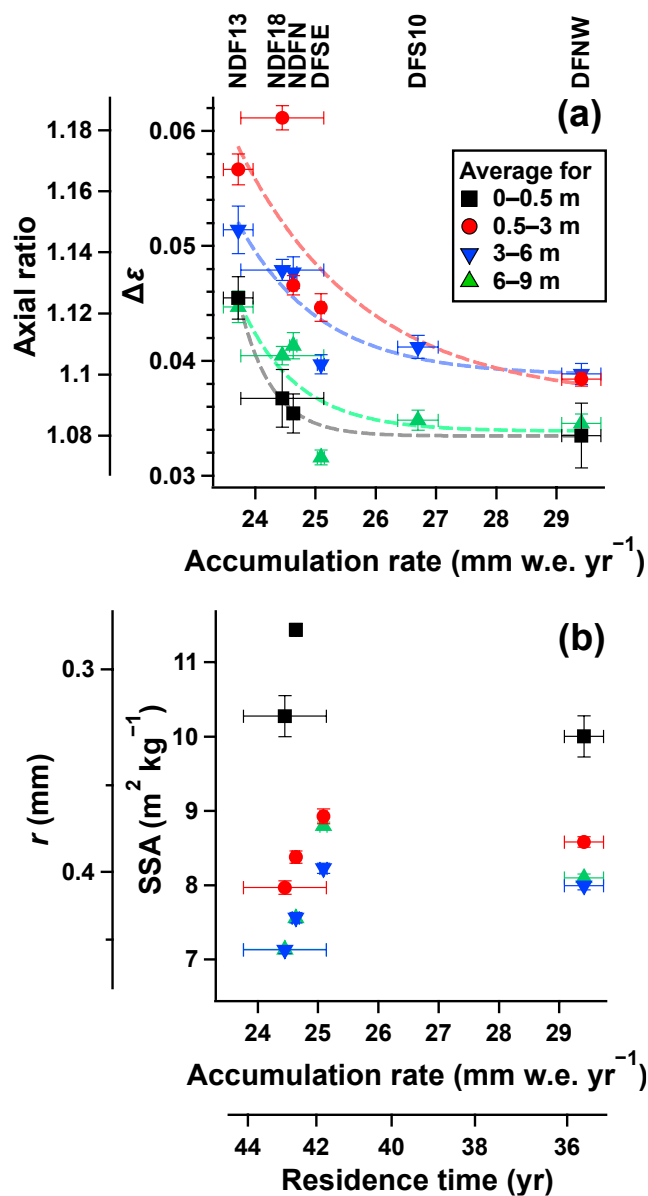 NDF13
NDF18
NDFN
DFSE
DFS10
DFNW
(a)
1.18
1.16
1.14
1.12
1.1
1.08
Axial ratio
0.06
0.05
0.04
0.03
Δε
Average for
0–0.5 m
0.5–3 m
3–6 m
6–9 m
24 25 26 27 28 29
Accumulation rate (mm w.e. yr⁻¹)
(b)
0.3
0.4
r (mm)
11
10
9
8
7
SSA (m² kg⁻¹)
24 25 26 27 28 29
Accumulation rate (mm w.e. yr⁻¹)
44 42 40 38 36
Residence time (yr)